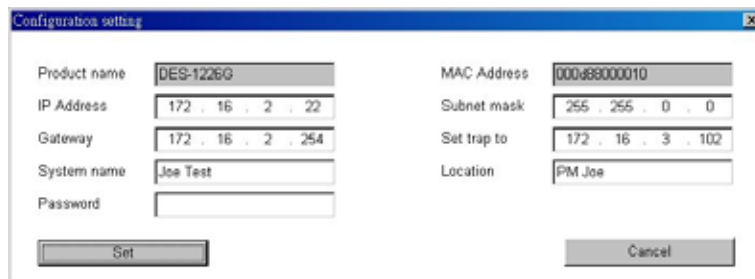 Configuration setting
Product name DES-1226G MAC Address 000d88000010
IP Address 172 . 16 . 2 . 22 Subnet mask 255 . 255 . 0 . 0
Gateway 172 . 16 . 2 . 254 Set trap to 172 . 16 . 3 . 102
System name Joe Test Location PM Joe
Password
Set Cancel